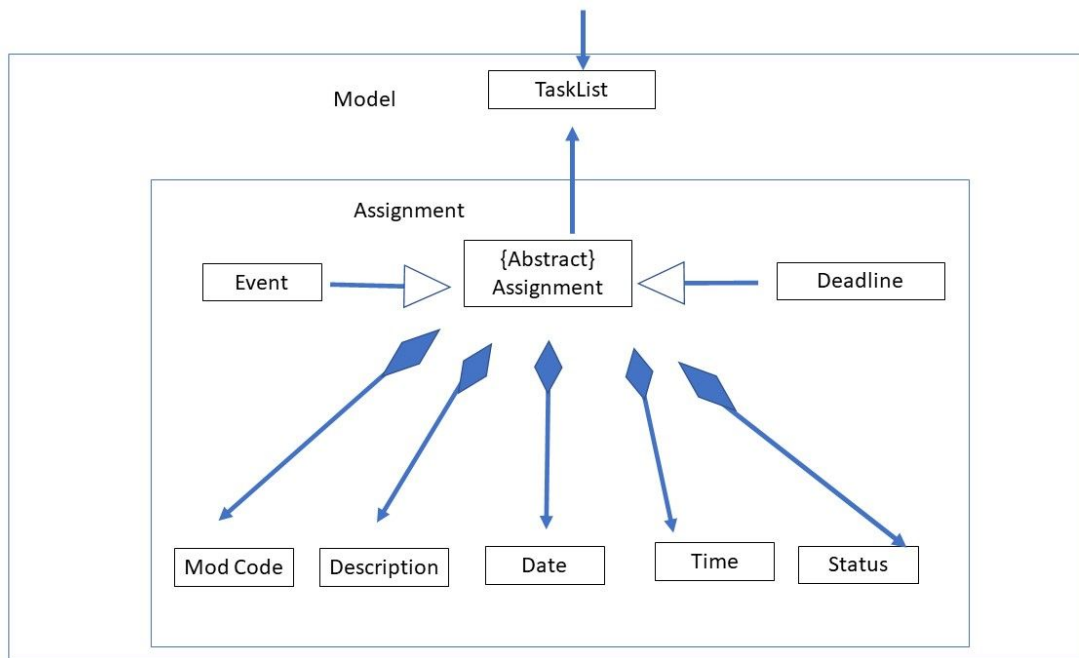 TaskList
Model
Assignment
{Abstract}
Assignment
Event
Deadline
Mod Code
Description
Date
Time
Status